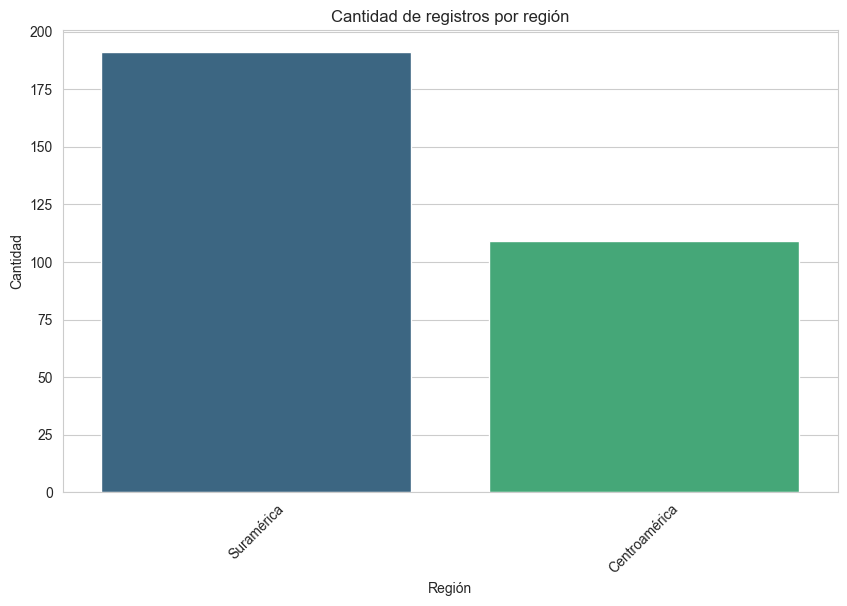 Cantidad de registros por región
200
175
150
125
100
75
50
25
0
Cantidad
Suramérica
Centroamérica
Región